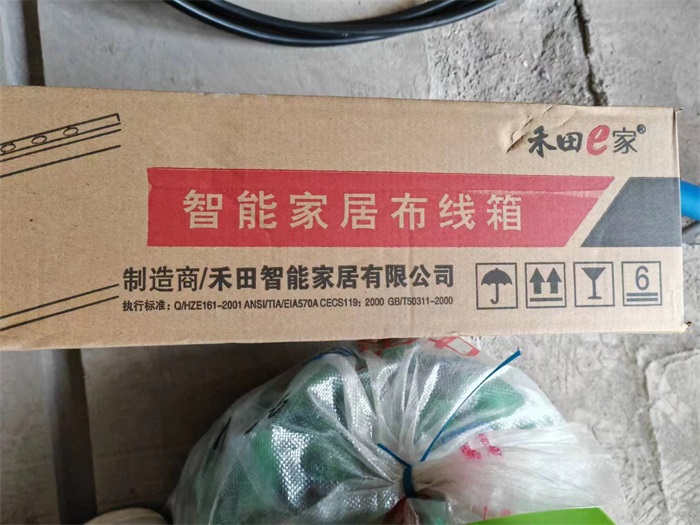 禾田e家®
智能家居布线箱
制造商/禾田智能家居有限公司
执行标准：Q/HZE161-2001 ANSI/TIA/EIA570A CECS119：2000 GB/T50311-2000
6